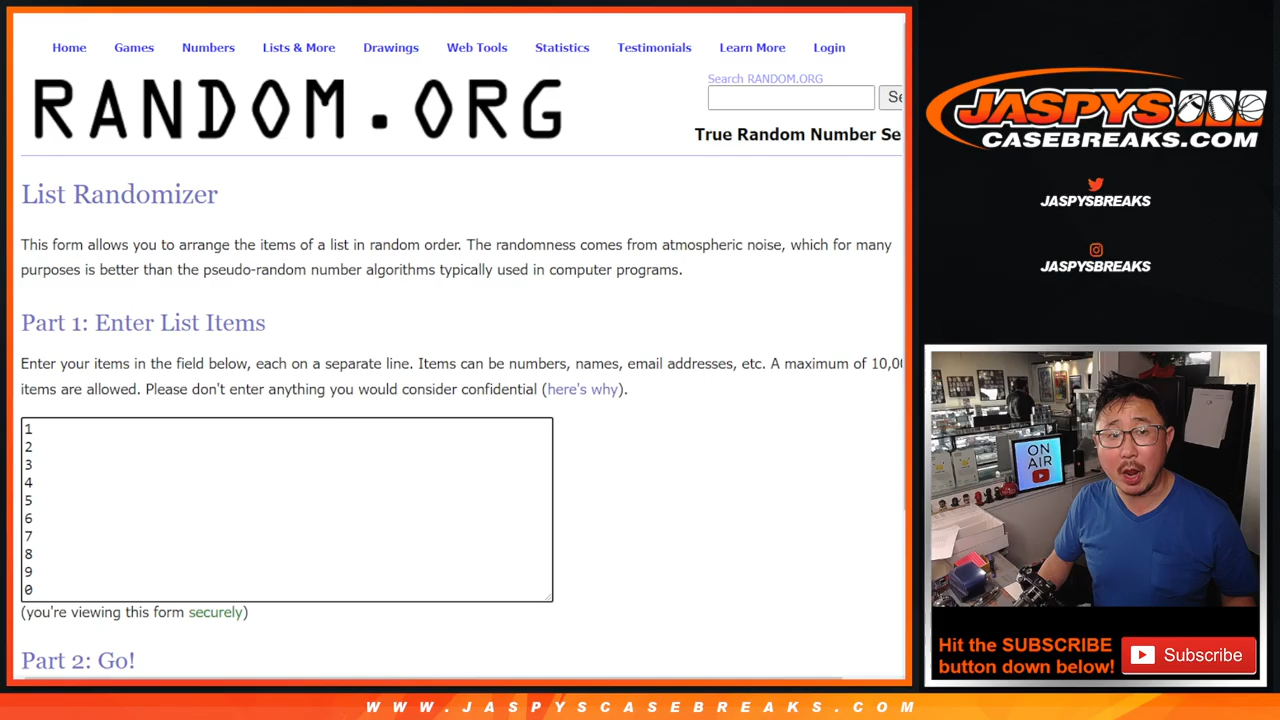 Home Games Numbers Lists & More Drawings Web Tools Statistics Testimonials Learn More Login
RANDOM.ORG
Search RANDOM.ORG
Se
True Random Number Se
List Randomizer
This form allows you to arrange the items of a list in random order. The randomness comes from atmospheric noise, which for many
purposes is better than the pseudo-random number algorithms typically used in computer programs.
Part 1: Enter List Items
Enter your items in the field below, each on a separate line. Items can be numbers, names, email addresses, etc. A maximum of 10,00
items are allowed. Please don't enter anything you would consider confidential (here's why).
1
2
3
4
5
6
7
8
9
0
(you're viewing this form securely)
Part 2: Go!
JASPYS
CASEBREAKS.COM
JASPYSBREAKS
JASPYSBREAKS
ON
AIR
Hit the SUBSCRIBE
button down below!
Subscribe
WWW.JASPYSCASEBREAKS.COM